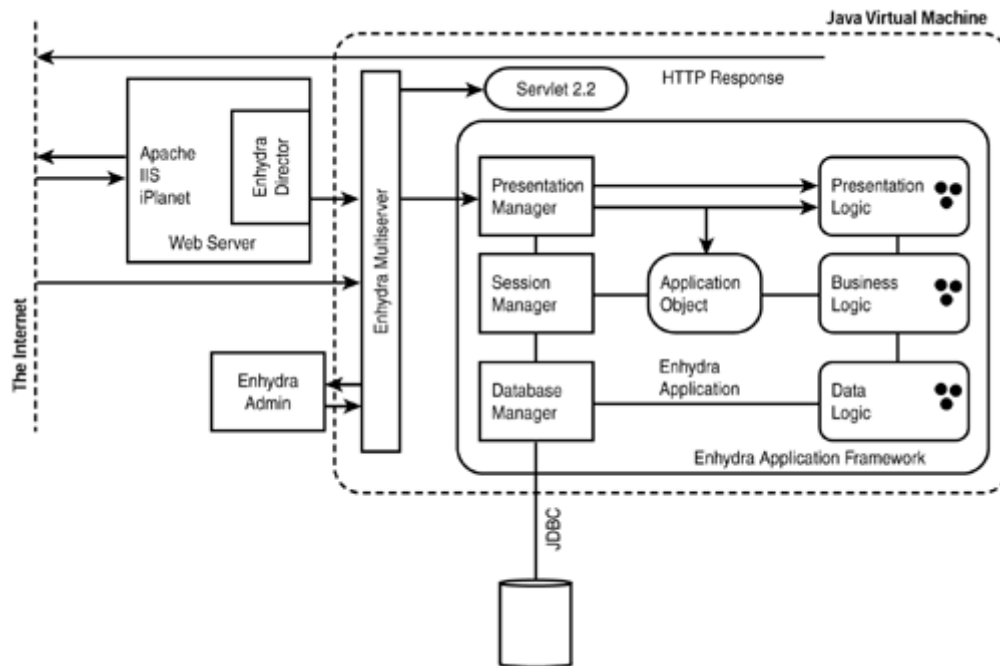 Java Virtual Machine
HTTP Response
Servlet 2.2
Apache
IIS
iPlanet
Enhydra
Director
Web Server
Enhydra Multiserver
Presentation
Manager
Presentation
Logic
Session
Manager
Application
Object
Business
Logic
The Internet
Enhydra
Admin
Database
Manager
Enhydra
Application
Data
Logic
Enhydra Application Framework
JDBC